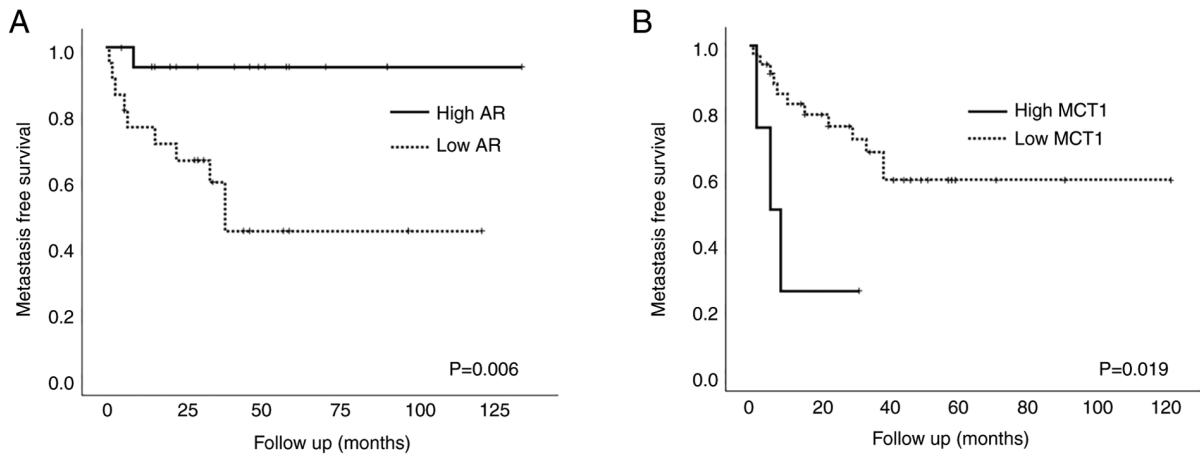 A
Metastasis free survival
1.0
0.8
0.6
0.4
0.2
0.0
High AR
Low AR
P=0.006
0 25 50 75 100 125
Follow up (months)
B
Metastasis free survival
1.0
0.8
0.6
0.4
0.2
0.0
High MCT1
Low MCT1
P=0.019
0 20 40 60 80 100 120
Follow up (months)